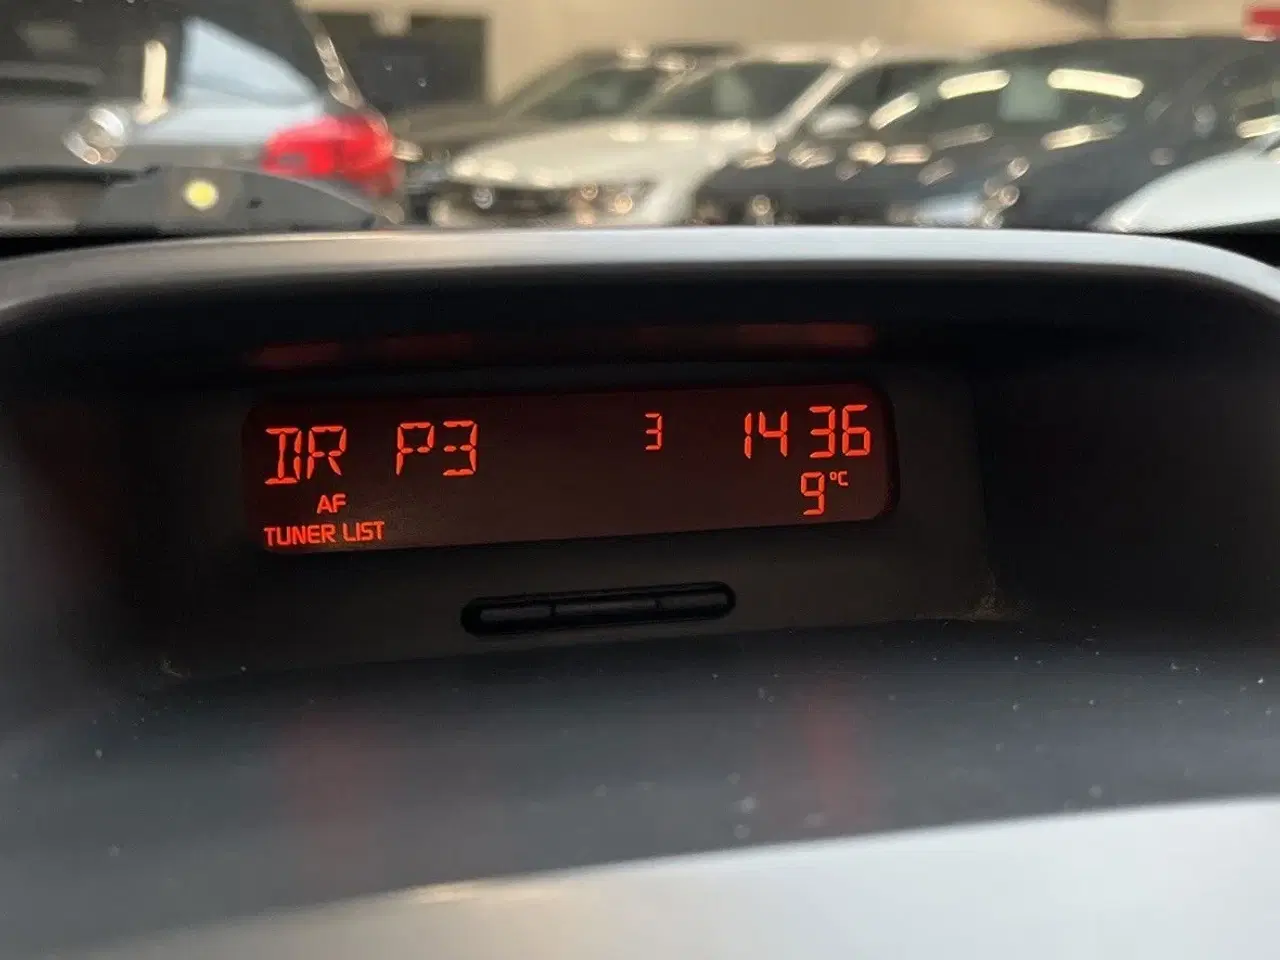 DR P3 3 14 36
9°C
AF
TUNER LIST